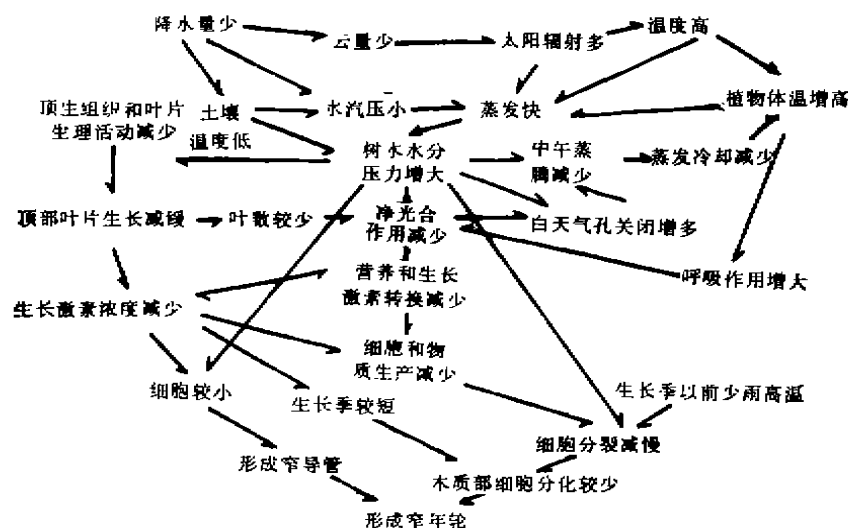 降水量少
云量少
太阳辐射多
温度高
顶生组织和叶片
生理活动减少
土壤
温度低
水汽压小
蒸发快
植物体温增高
树木水分
压力增大
中午蒸
腾减少
蒸发冷却减少
顶部叶片生长减缓
叶数较少
净光合
作用减少
白天气孔关闭增多
呼吸作用增大
营养和生长
激素转换减少
生长激素浓度减少
细胞和物
质生产减少
细胞较小
生长季较短
生长季以前少雨高温
细胞分裂减慢
形成窄导管
木质部细胞分化较少
形成窄年轮